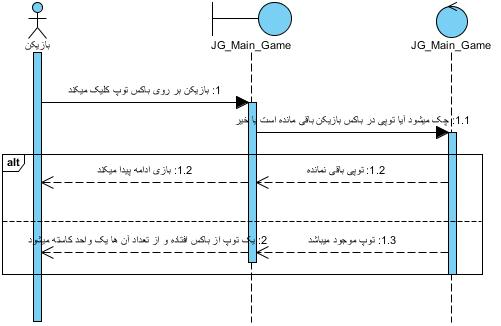 بازیکن
JG_Main_Game
JG_Main_Game
1: بازیکن بر روی باکس توپ کلیک میکند
1.1: چک میشود آیا توپی در باکس بازیکن باقی مانده است یا خیر
alt
1.2: توپی باقی نمانده
1.2: بازی ادامه پیدا میکند
1.3: توپ موجود میباشد
2: یک توپ از باکس افتاده و از تعداد آن ها یک واحد کاسته میشود